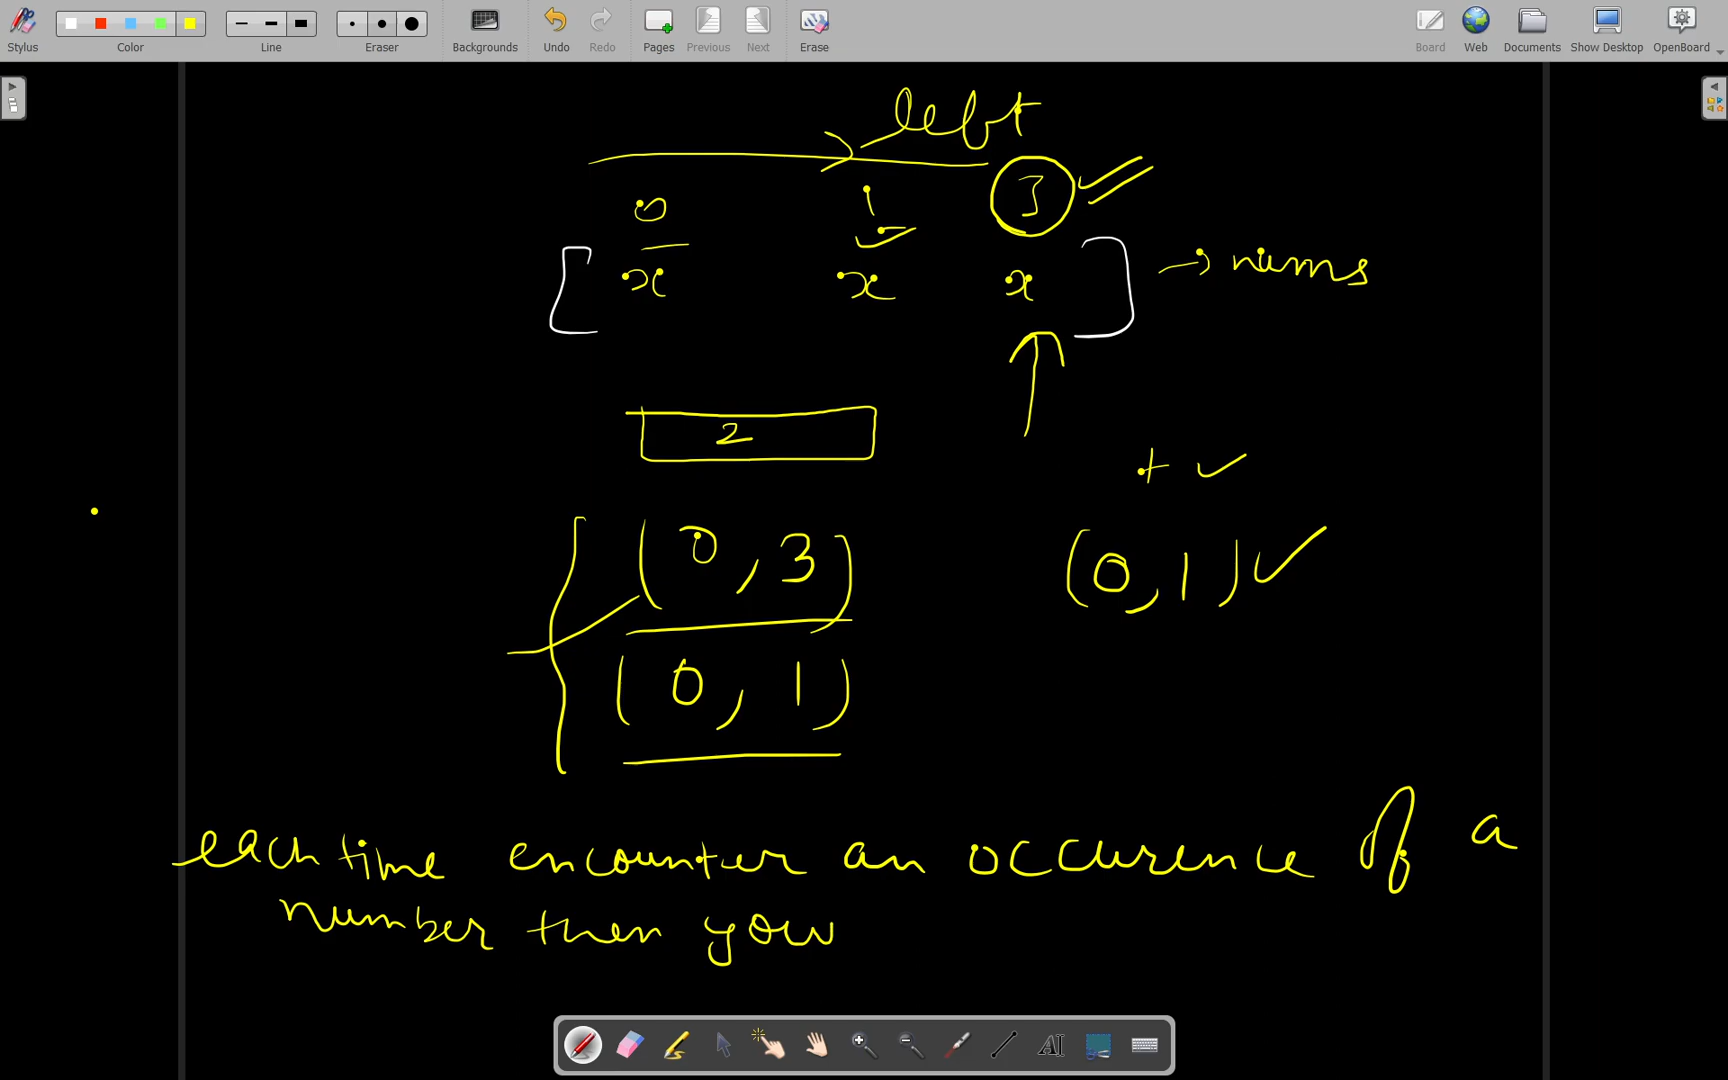 Stylus
Color
Line
Eraser
Backgrounds
Undo
Redo
Pages
Previous
Next
Erase
Board
Web
Documents
Show Desktop
OpenBoard
left
0 1 3
[ x x x ] → nums
2
+ ✓
( 0 , 3 )
( 0 , 1 ) ✓
( 0 , 1 )
each time encounter an occurence of a
number then you